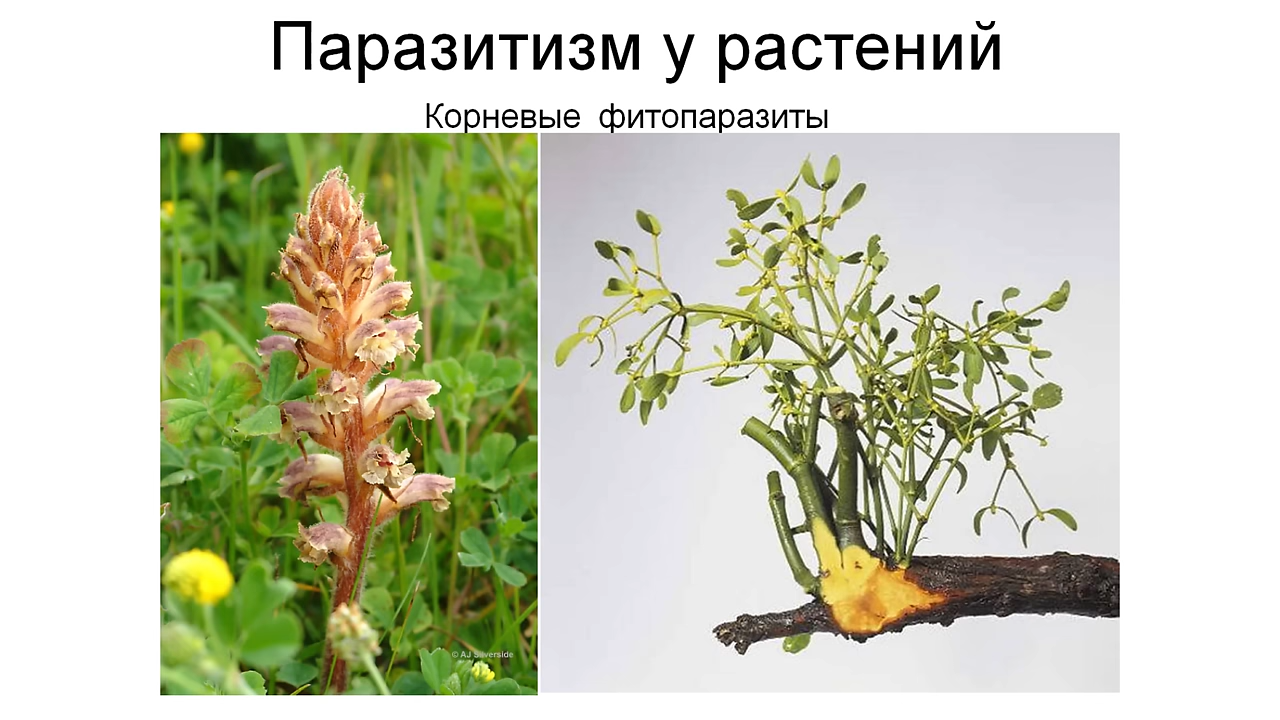 Паразитизм у растений
Корневые фитопаразиты
© AJ Silverside